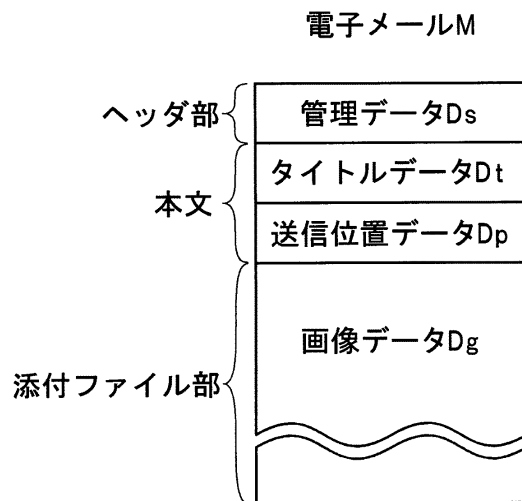 電子メールM
ヘッダ部
管理データDs
本文
タイトルデータDt
送信位置データDp
添付ファイル部
画像データDg